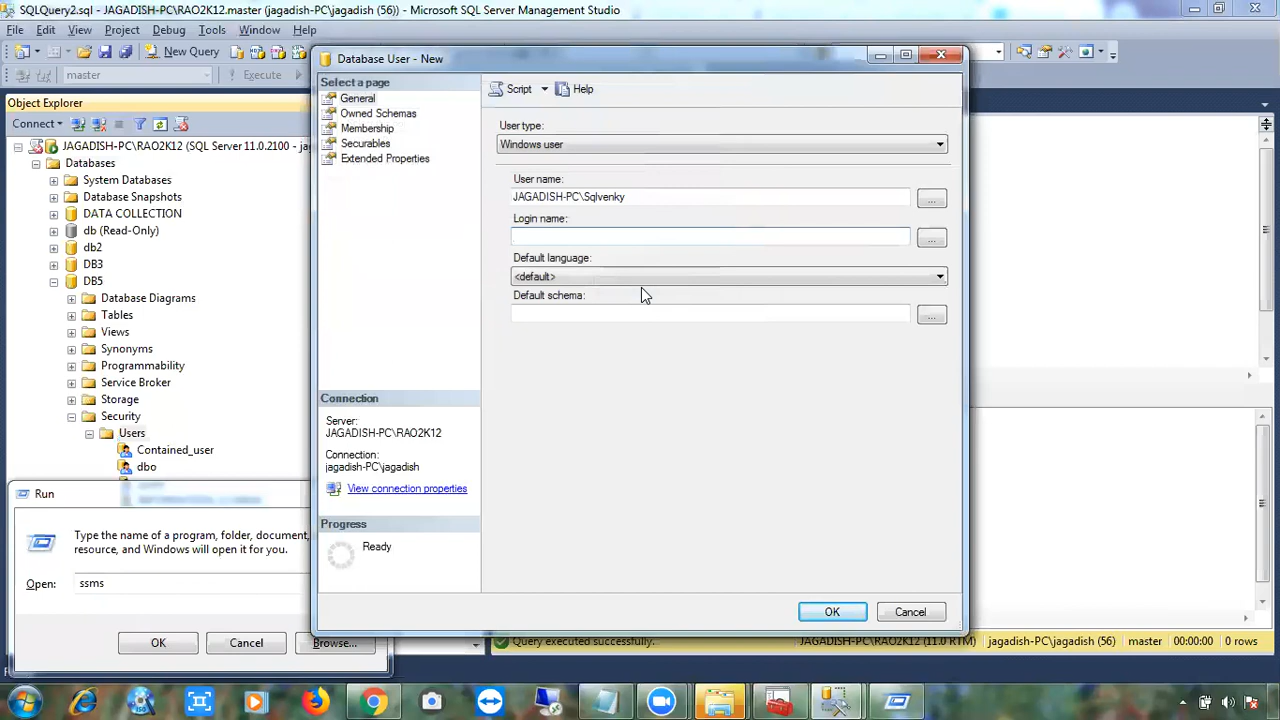 SQLQuery2.sql - JAGADISH-PC\RAO2K12.master (jagadish-PC\jagadish (56)) - Microsoft SQL Server Management Studio
File Edit View Project Debug Tools Window Help
New Query
master
Execute
Object Explorer
Connect
JAGADISH-PC\RAO2K12 (SQL Server 11.0.2100 - ja
Databases
System Databases
Database Snapshots
DATA COLLECTION
db (Read-Only)
db2
DB3
DB5
Database Diagrams
Tables
Views
Synonyms
Programmability
Service Broker
Storage
Security
Users
Contained_user
dbo
Database User - New
Select a page
General
Owned Schemas
Membership
Securables
Extended Properties
Script Help
User type:
Windows user
User name:
JAGADISH-PC\Sqlvenky
...
Login name:
...
Default language:
<default>
Default schema:
...
Connection
Server:
JAGADISH-PC\RAO2K12
Connection:
jagadish-PC\jagadish
View connection properties
Progress
Ready
OK Cancel
Run
Type the name of a program, folder, document,
resource, and Windows will open it for you.
Open: ssms
OK Cancel Browse...
Query executed successfully. JAGADISH-PC\RAO2K12 (11.0 RTM) jagadish-PC\jagadish (56) master 00:00:00 0 rows